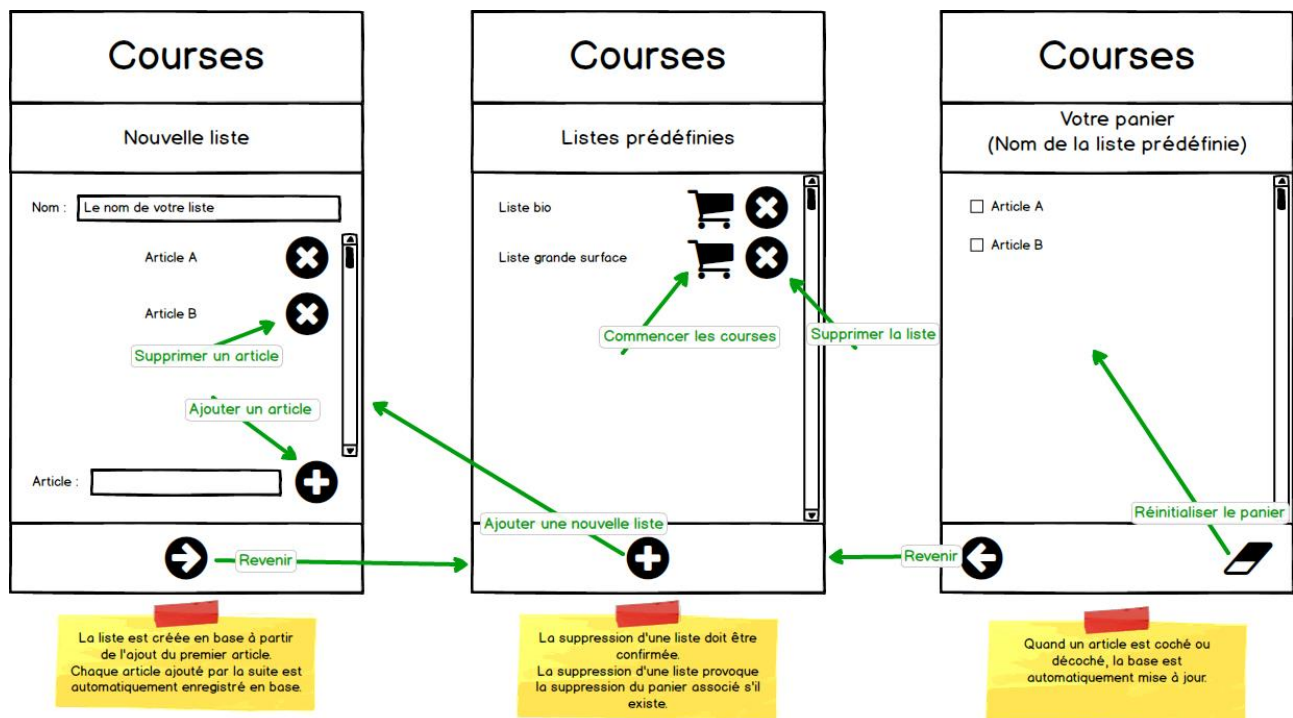 Courses
Nouvelle liste
Nom :
Le nom de votre liste
Article A
Article B
Supprimer un article
Ajouter un article
Article :
Revenir
La liste est créée en base à partir
de l'ajout du premier article.
Chaque article ajouté par la suite est
automatiquement enregistré en base.
Courses
Listes prédéfinies
Liste bio
Liste grande surface
Commencer les courses
Supprimer la liste
Ajouter une nouvelle liste
La suppression d'une liste doit être
confirmée.
La suppression d'une liste provoque
la suppression du panier associé s'il
existe.
Courses
Votre panier
(Nom de la liste prédéfinie)
Article A
Article B
Réinitialiser le panier
Revenir
Quand un article est coché ou
décoché, la base est
automatiquement mise à jour.